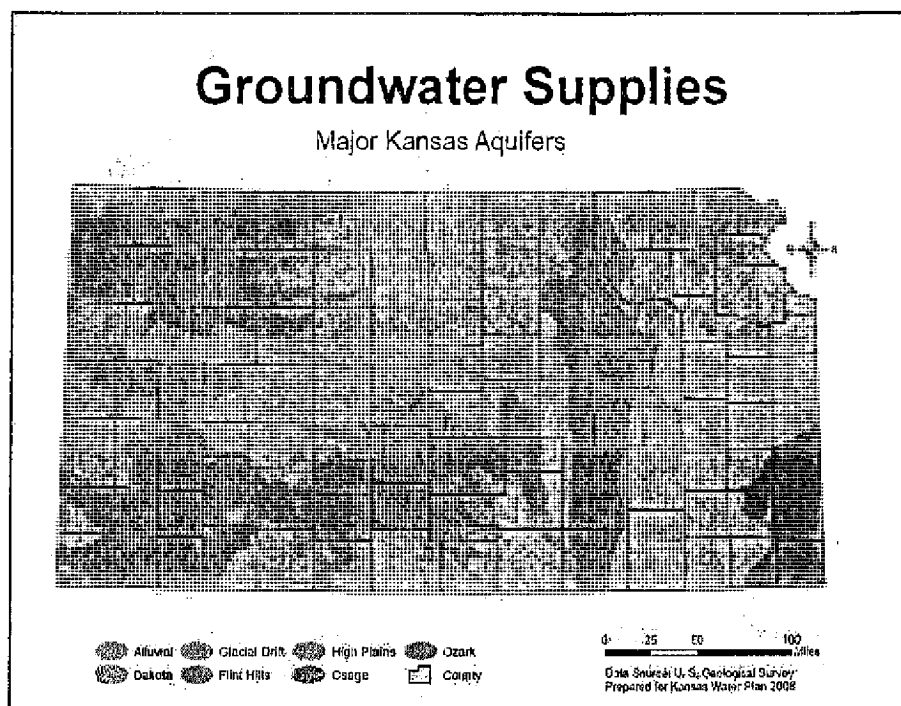 Groundwater Supplies
Major Kansas Aquifers
Alluvial Glacial Drift High Plains Ozark
Dakota Flint Hills Osage County
0 25 50 100
Miles
Data Source: U. S. Geological Survey
Prepared for Kansas Water Plan 2008